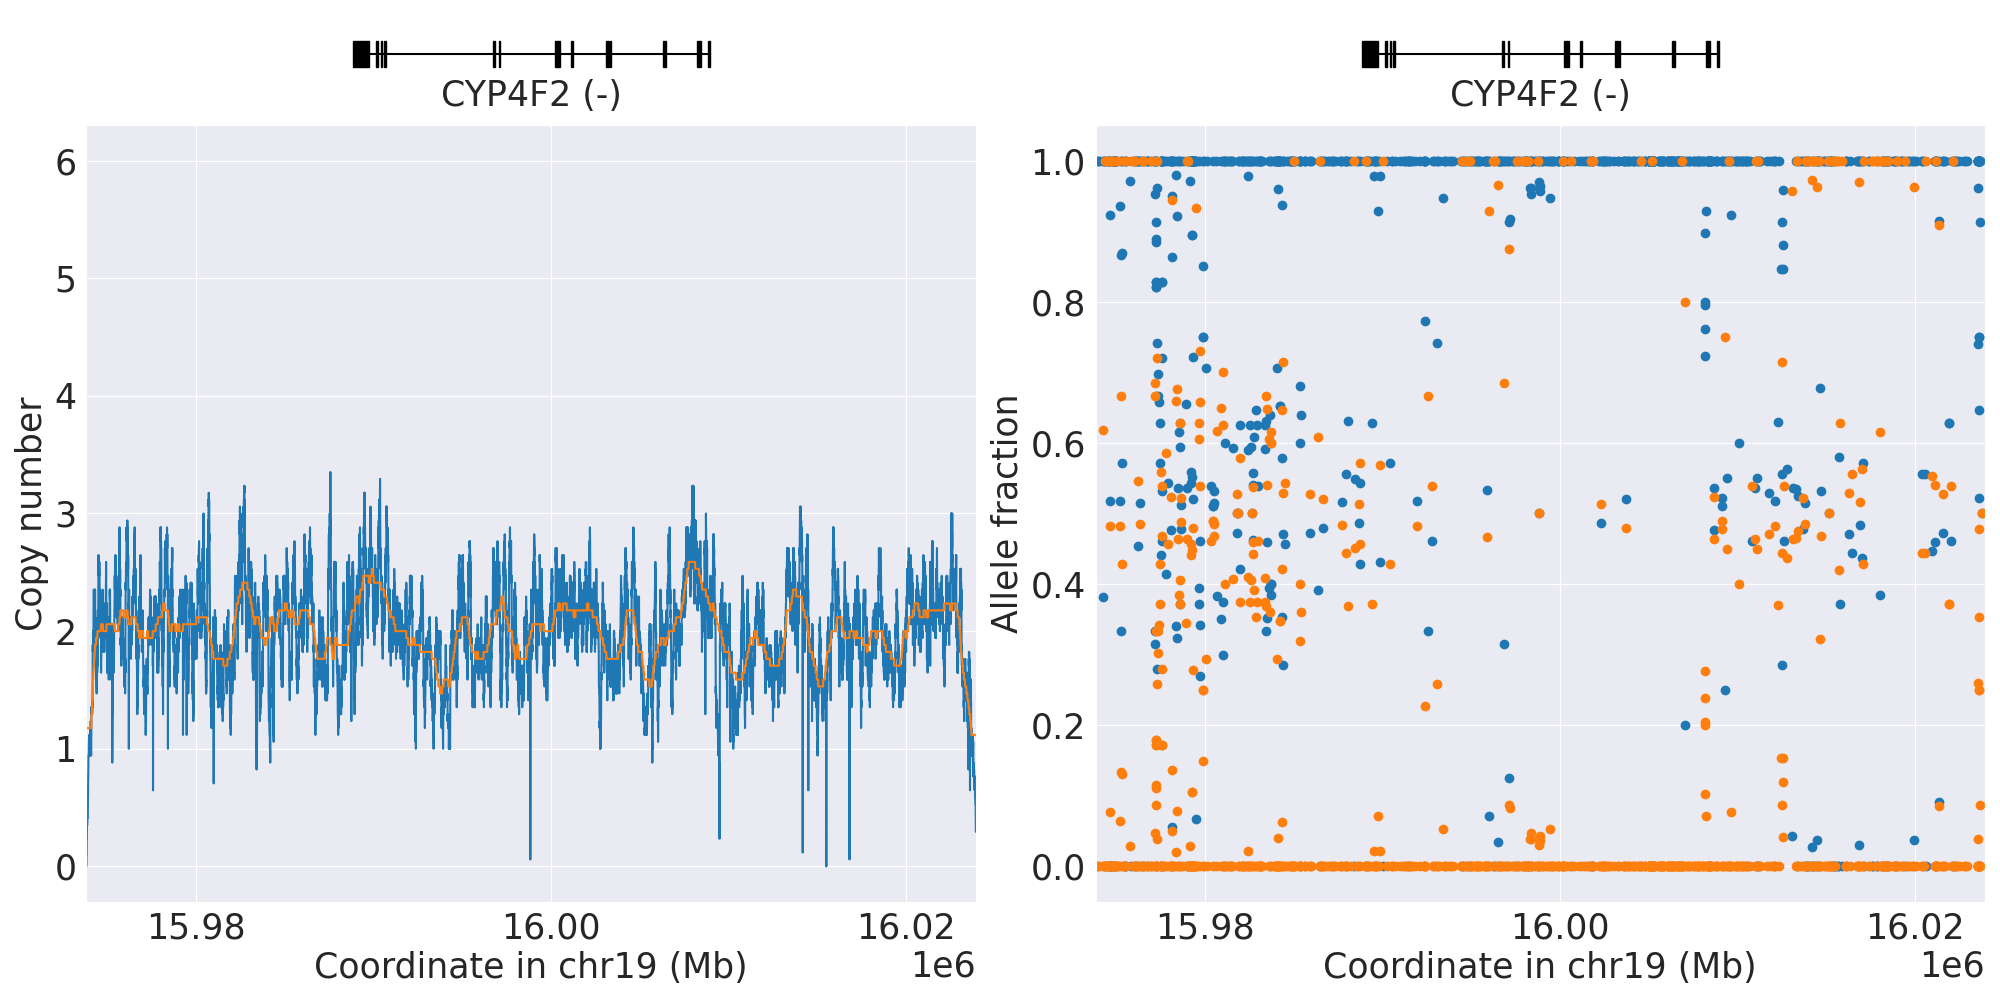 CYP4F2 (-)
6
5
4
3
2
1
0
Copy number
15.98
16.00
16.02
Coordinate in chr19 (Mb)
1e6
CYP4F2 (-)
1.0
0.8
0.6
0.4
0.2
0.0
Allele fraction
15.98
16.00
16.02
Coordinate in chr19 (Mb)
1e6